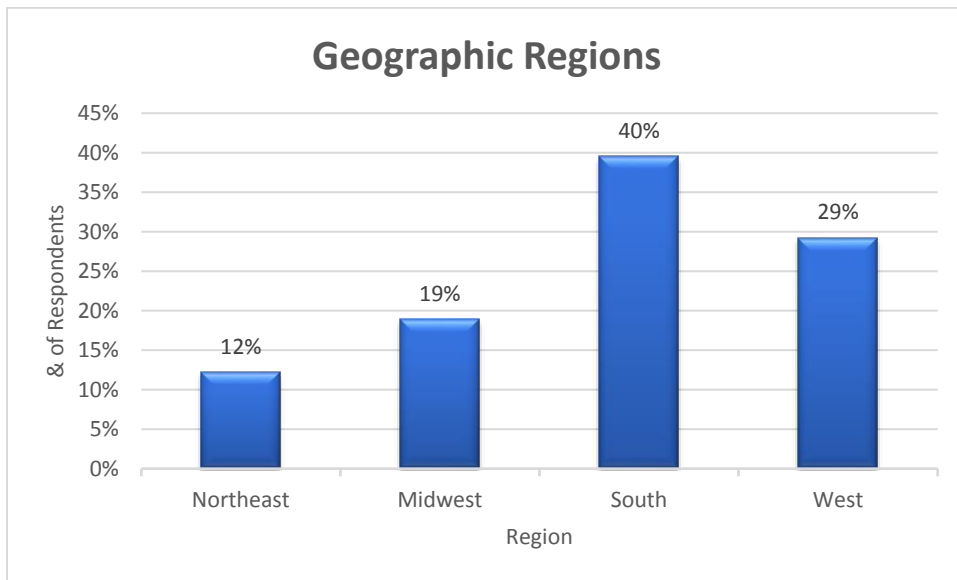 Geographic Regions
45%
40%
35%
30%
25%
20%
15%
10%
5%
0%
& of Respondents
12%
19%
40%
29%
Northeast
Midwest
South
West
Region